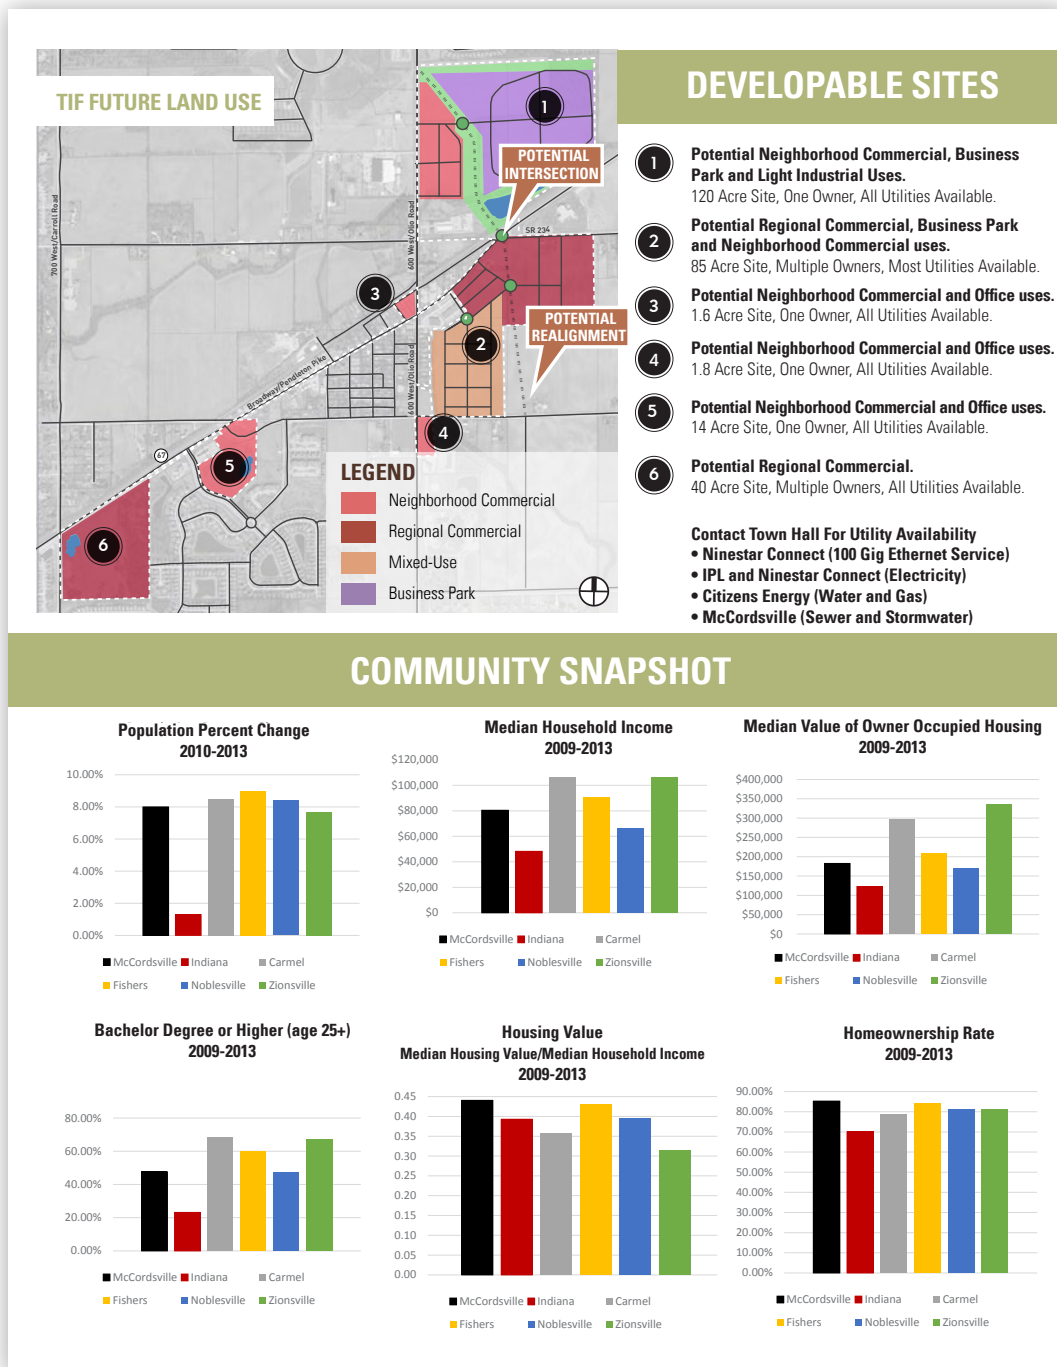 TIF FUTURE LAND USE
700 West/Carroll Road
600 West/Olio Road
POTENTIAL
INTERSECTION
SR 234
POTENTIAL
REALIGNMENT
Broadway/Pendleton Pike
600 West/Olio Road
67
1
2
3
4
5
6
LEGEND
Neighborhood Commercial
Regional Commercial
Mixed-Use
Business Park
DEVELOPABLE SITES
1
Potential Neighborhood Commercial, Business
Park and Light Industrial Uses.
120 Acre Site, One Owner, All Utilities Available.
2
Potential Regional Commercial, Business Park
and Neighborhood Commercial uses.
85 Acre Site, Multiple Owners, Most Utilities Available.
3
Potential Neighborhood Commercial and Office uses.
1.6 Acre Site, One Owner, All Utilities Available.
4
Potential Neighborhood Commercial and Office uses.
1.8 Acre Site, One Owner, All Utilities Available.
5
Potential Neighborhood Commercial and Office uses.
14 Acre Site, One Owner, All Utilities Available.
6
Potential Regional Commercial.
40 Acre Site, Multiple Owners, All Utilities Available.
Contact Town Hall For Utility Availability
• Ninestar Connect (100 Gig Ethernet Service)
• IPL and Ninestar Connect (Electricity)
• Citizens Energy (Water and Gas)
• McCordsville (Sewer and Stormwater)
COMMUNITY SNAPSHOT
Population Percent Change
2010-2013
10.00%
8.00%
6.00%
4.00%
2.00%
0.00%
McCordsville Indiana Carmel
Fishers Noblesville Zionsville
Median Household Income
2009-2013
$120,000
$100,000
$80,000
$60,000
$40,000
$20,000
$0
McCordsville Indiana Carmel
Fishers Noblesville Zionsville
Median Value of Owner Occupied Housing
2009-2013
$400,000
$350,000
$300,000
$250,000
$200,000
$150,000
$100,000
$50,000
$0
McCordsville Indiana Carmel
Fishers Noblesville Zionsville
Bachelor Degree or Higher (age 25+)
2009-2013
80.00%
60.00%
40.00%
20.00%
0.00%
McCordsville Indiana Carmel
Fishers Noblesville Zionsville
Housing Value
Median Housing Value/Median Household Income
2009-2013
0.45
0.40
0.35
0.30
0.25
0.20
0.15
0.10
0.05
0.00
McCordsville Indiana Carmel
Fishers Noblesville Zionsville
Homeownership Rate
2009-2013
90.00%
80.00%
70.00%
60.00%
50.00%
40.00%
30.00%
20.00%
10.00%
0.00%
McCordsville Indiana Carmel
Fishers Noblesville Zionsville